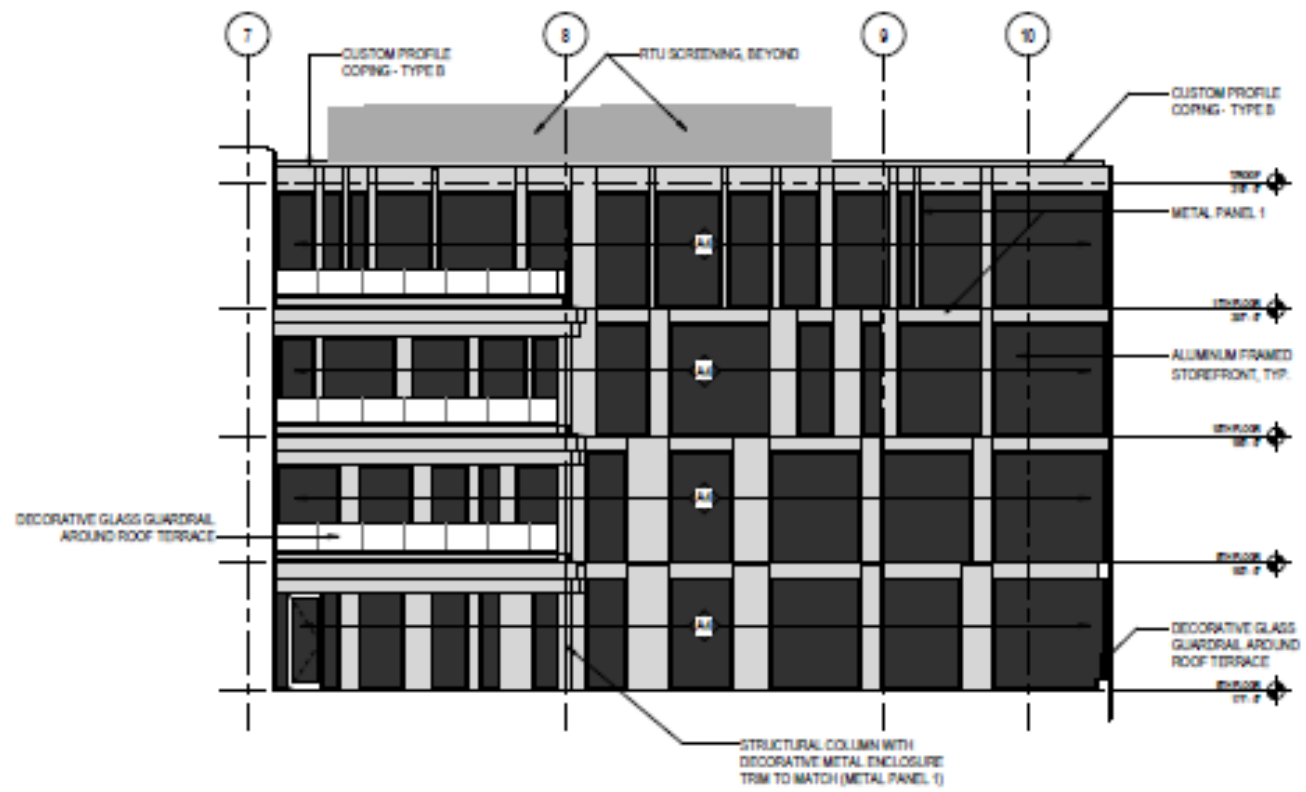 7
8
9
10
CUSTOM PROFILE
COPING - TYPE B
RTU SCREENING, BEYOND
CUSTOM PROFILE
COPING - TYPE B
METAL PANEL 1
ALUMINUM FRAMED
STOREFRONT, TYP.
DECORATIVE GLASS GUARDRAIL
AROUND ROOF TERRACE
DECORATIVE GLASS
GUARDRAIL AROUND
ROOF TERRACE
STRUCTURAL COLUMN WITH
DECORATIVE METAL ENCLOSURE
TRIM TO MATCH (METAL PANEL 1)